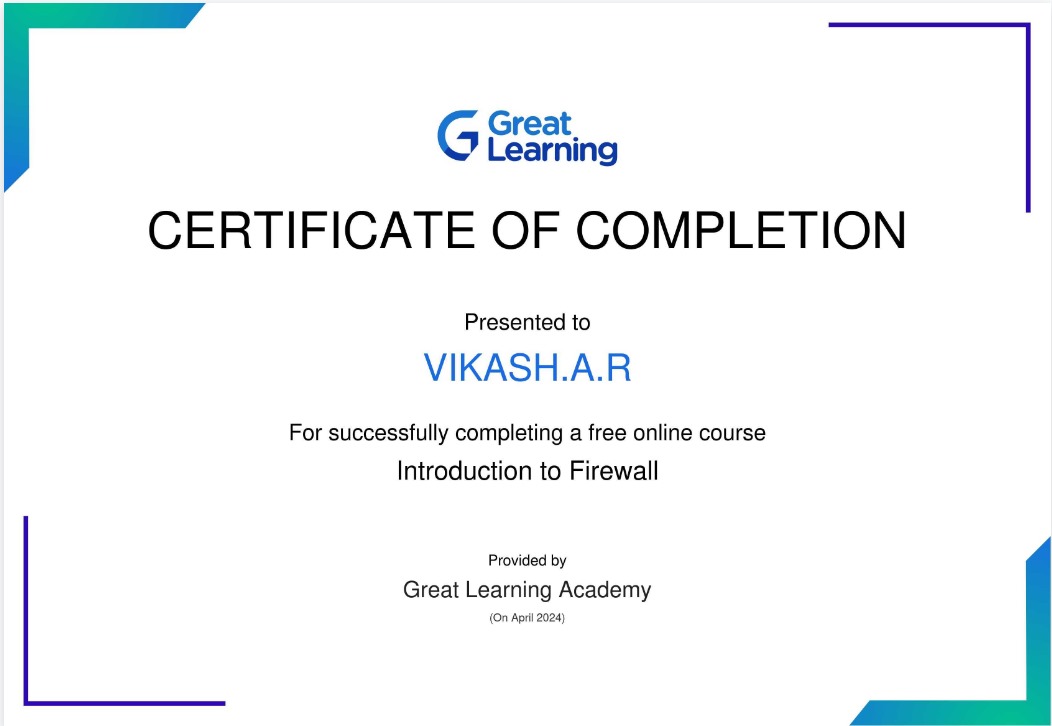 Great
Learning
CERTIFICATE OF COMPLETION
Presented to
VIKASH.A.R
For successfully completing a free online course
Introduction to Firewall
Provided by
Great Learning Academy
(On April 2024)